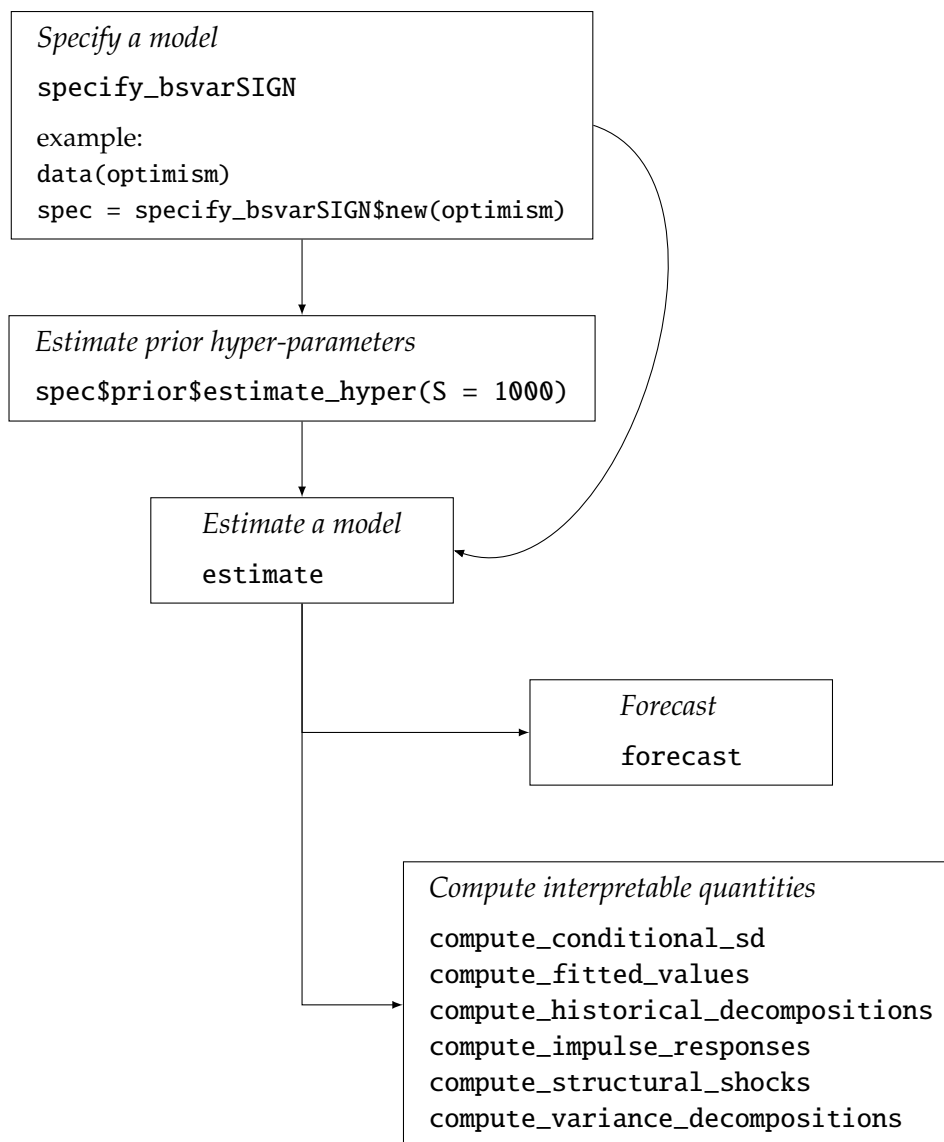 Specify a model
specify_bsvarSIGN
example:
data(optimism)
spec = specify_bsvarSIGN$new(optimism)
Estimate prior hyper-parameters
spec$prior$estimate_hyper(S = 1000)
Estimate a model
estimate
Forecast
forecast
Compute interpretable quantities
compute_conditional_sd
compute_fitted_values
compute_historical_decompositions
compute_impulse_responses
compute_structural_shocks
compute_variance_decompositions